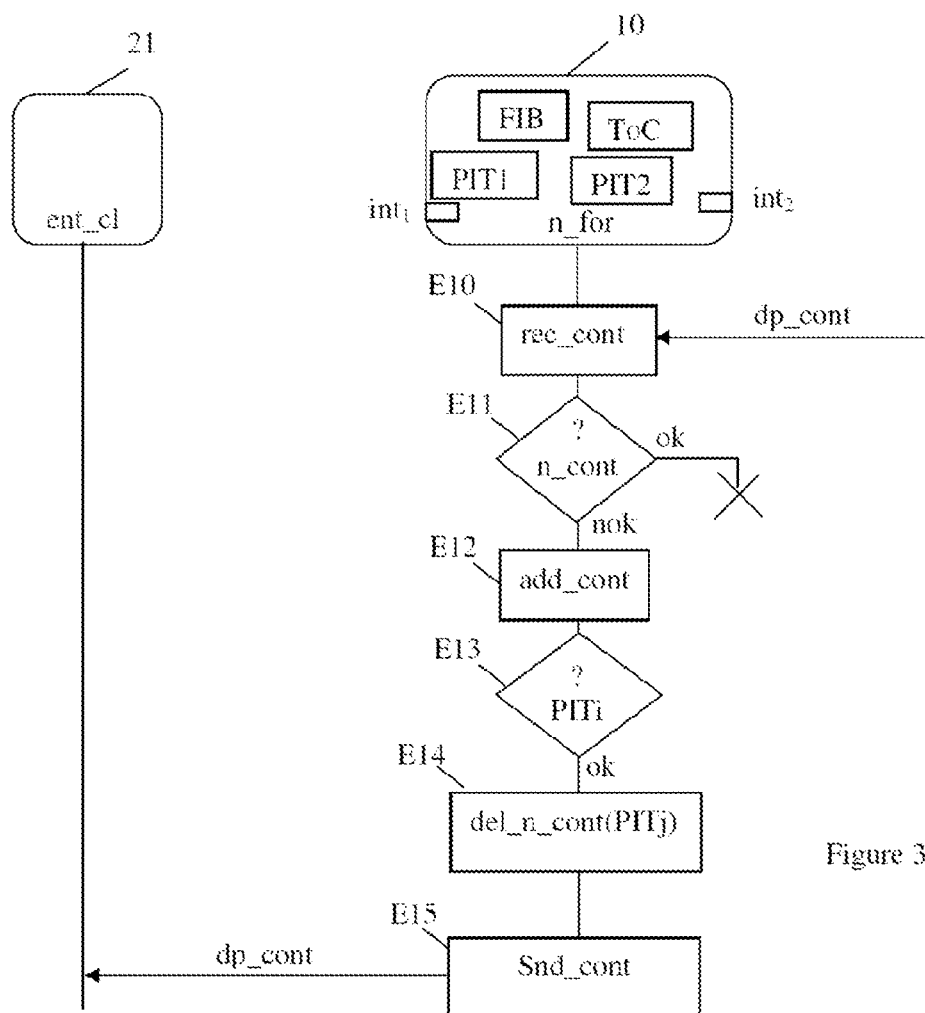 21
10
FIB
ToC
PIT1
PIT2
int1
int2
ent_cl
n_for
E10
rec_cont
dp_cont
E11
?
n_cont
ok
nok
E12
add_cont
E13
?
PITi
ok
E14
del_n_cont(PITj)
Figure 3
E15
dp_cont
Snd_cont